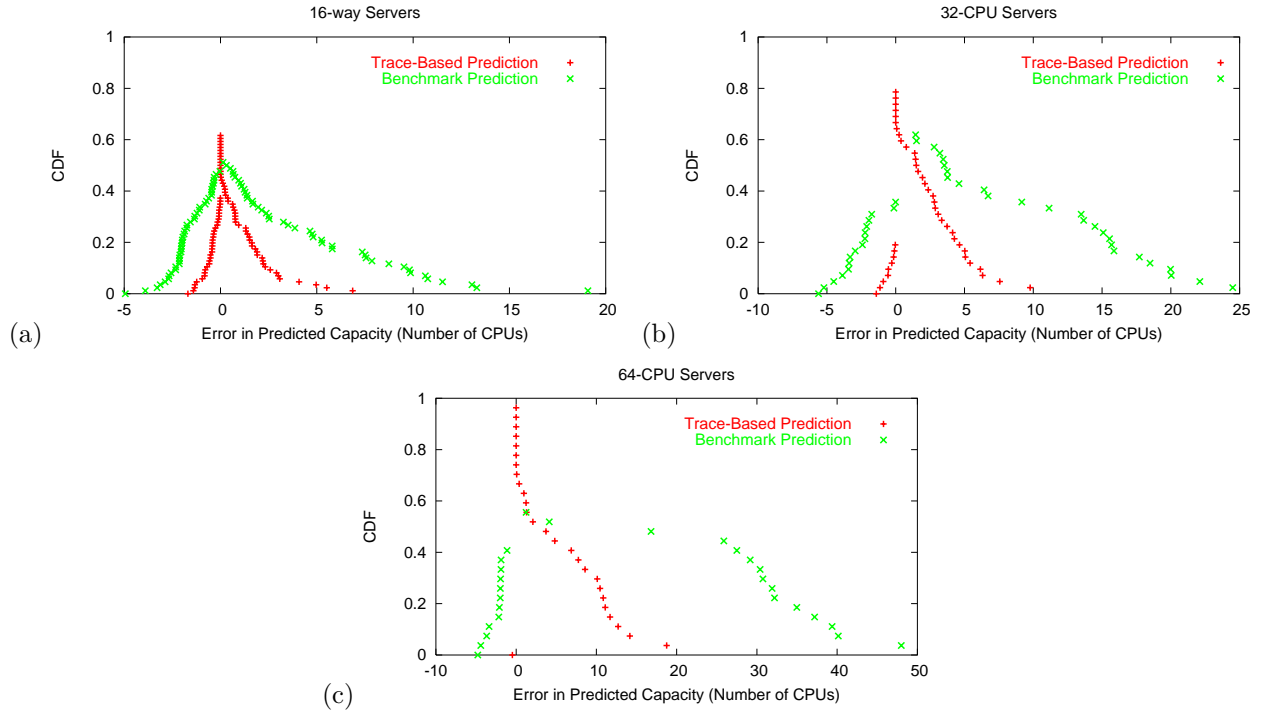 16-way Servers
1
0.8
0.6
0.4
0.2
0
CDF
Trace-Based Prediction
Benchmark Prediction
-5 0 5 10 15 20
Error in Predicted Capacity (Number of CPUs)
(a)
32-CPU Servers
1
0.8
0.6
0.4
0.2
0
CDF
Trace-Based Prediction
Benchmark Prediction
-10 -5 0 5 10 15 20 25
Error in Predicted Capacity (Number of CPUs)
(b)
64-CPU Servers
1
0.8
0.6
0.4
0.2
0
CDF
Trace-Based Prediction
Benchmark Prediction
-10 0 10 20 30 40 50
Error in Predicted Capacity (Number of CPUs)
(c)